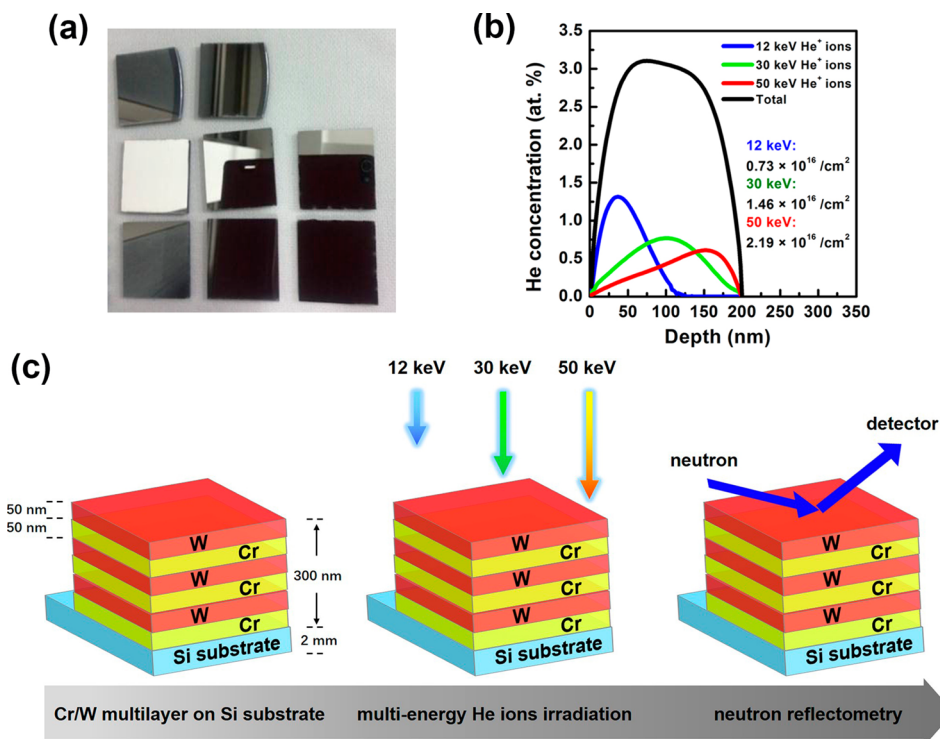 (a)
(b)
He concentration (at. %)
3.5
3.0
2.5
2.0
1.5
1.0
0.5
0.0
0 50 100 150 200 250 300 350
Depth (nm)
12 keV He⁺ ions
30 keV He⁺ ions
50 keV He⁺ ions
Total
12 keV:
0.73 × 10¹⁶ /cm²
30 keV:
1.46 × 10¹⁶ /cm²
50 keV:
2.19 × 10¹⁶ /cm²
(c)
50 nm
50 nm
W
Cr
W
Cr
W
Cr
Si substrate
300 nm
2 mm
12 keV 30 keV 50 keV
W
Cr
W
Cr
W
Cr
Si substrate
neutron
detector
W
Cr
W
Cr
W
Cr
Si substrate
Cr/W multilayer on Si substrate multi-energy He ions irradiation neutron reflectometry